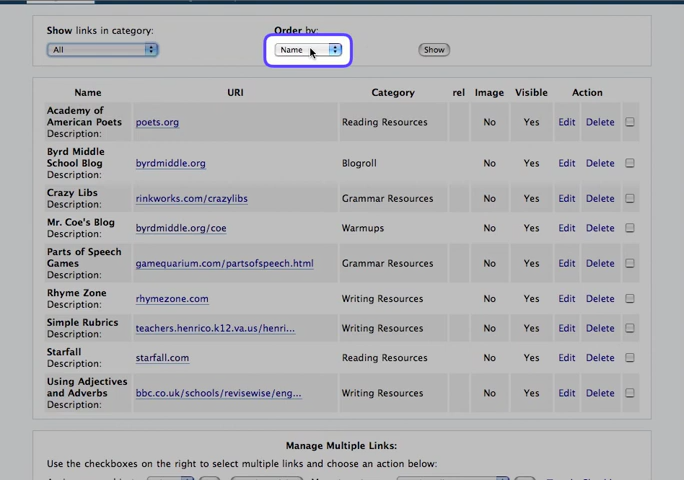 Show links in category: Order by:
All Name Show
Name URI Category rel Image Visible Action
Academy of
American Poets
Description: poets.org Reading Resources No Yes Edit Delete
Byrd Middle
School Blog
Description: byrdmiddle.org Blogroll No Yes Edit Delete
Crazy Libs
Description: rinkworks.com/crazylibs Grammar Resources No Yes Edit Delete
Mr. Coe's Blog
Description: byrdmiddle.org/coe Warmups No Yes Edit Delete
Parts of Speech
Games
Description: gamequarium.com/partsofspeech.html Grammar Resources No Yes Edit Delete
Rhyme Zone
Description: rhymezone.com Writing Resources No Yes Edit Delete
Simple Rubrics
Description: teachers.henrico.k12.va.us/henri... Writing Resources No Yes Edit Delete
Starfall
Description: starfall.com Reading Resources No Yes Edit Delete
Using Adjectives
and Adverbs
Description: bbc.co.uk/schools/revisewise/eng... Writing Resources No Yes Edit Delete
Manage Multiple Links:
Use the checkboxes on the right to select multiple links and choose an action below: